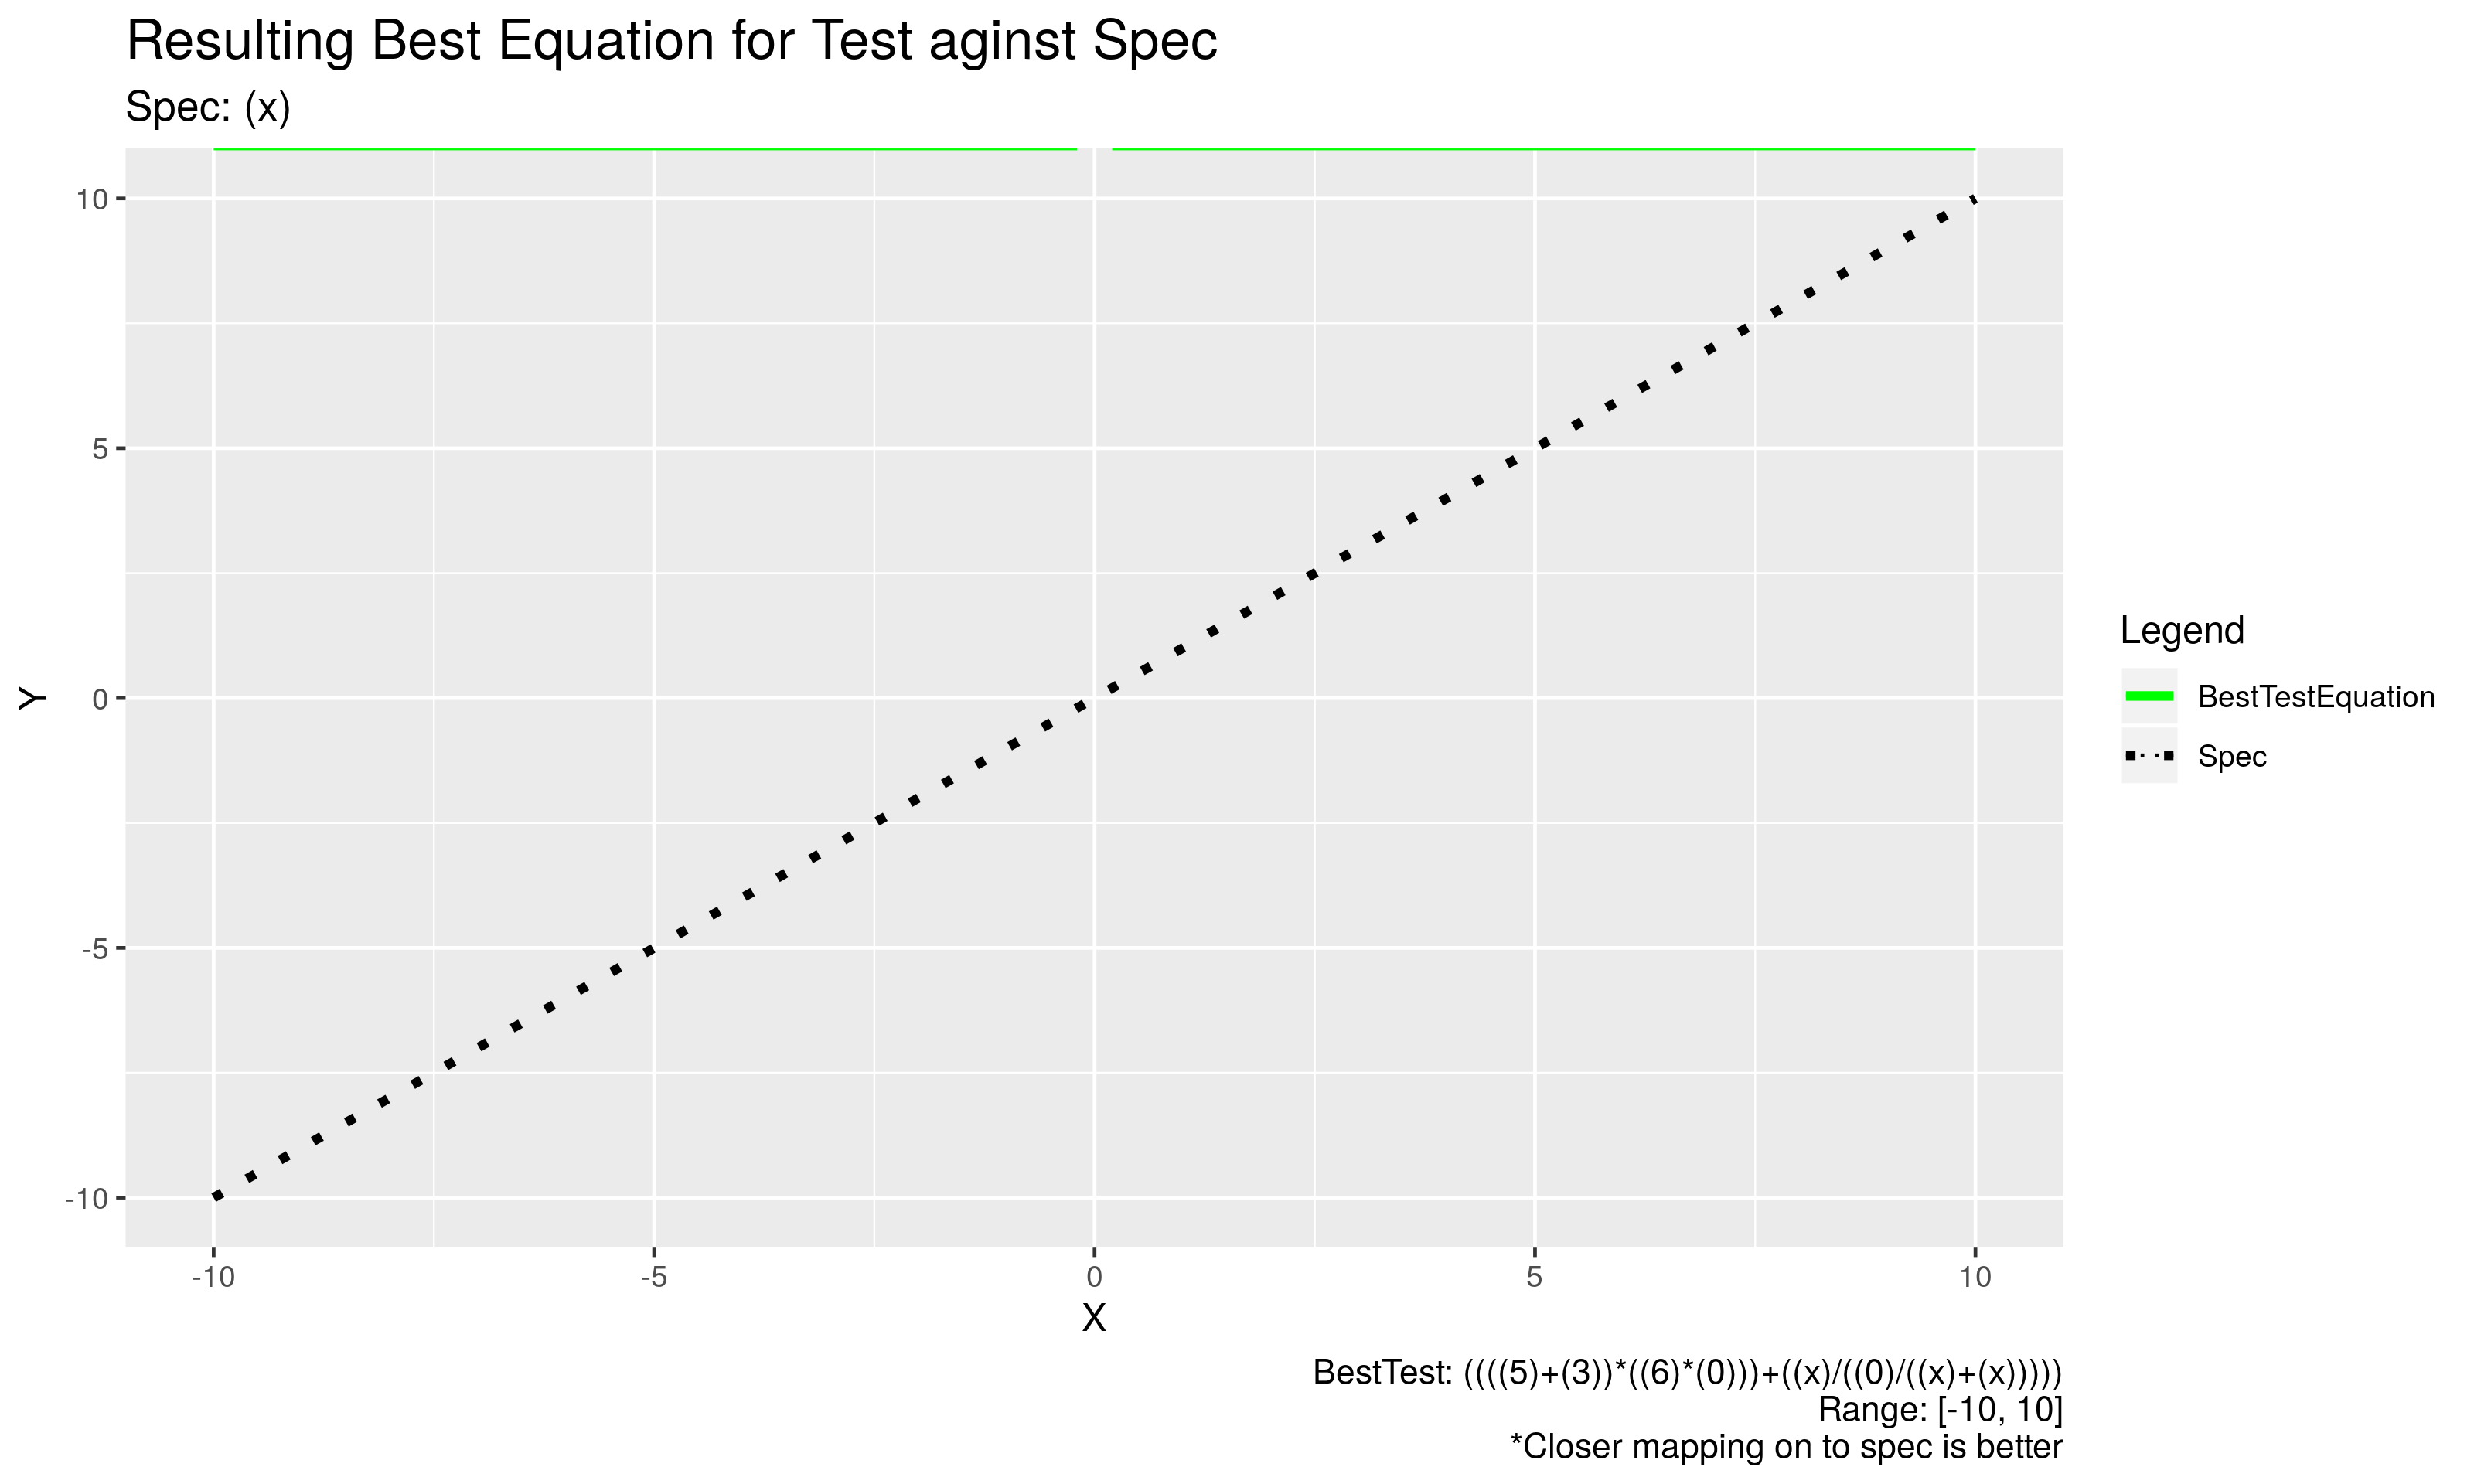 Resulting Best Equation for Test aginst Spec
Spec: (x)
10
5
0
-5
-10
Y
-10
-5
0
5
10
X
Legend
BestTestEquation
Spec
BestTest: ((((5)+(3))*((6)*(0)))+((x)/((0)/((x)+(x)))))
Range: [-10, 10]
*Closer mapping on to spec is better